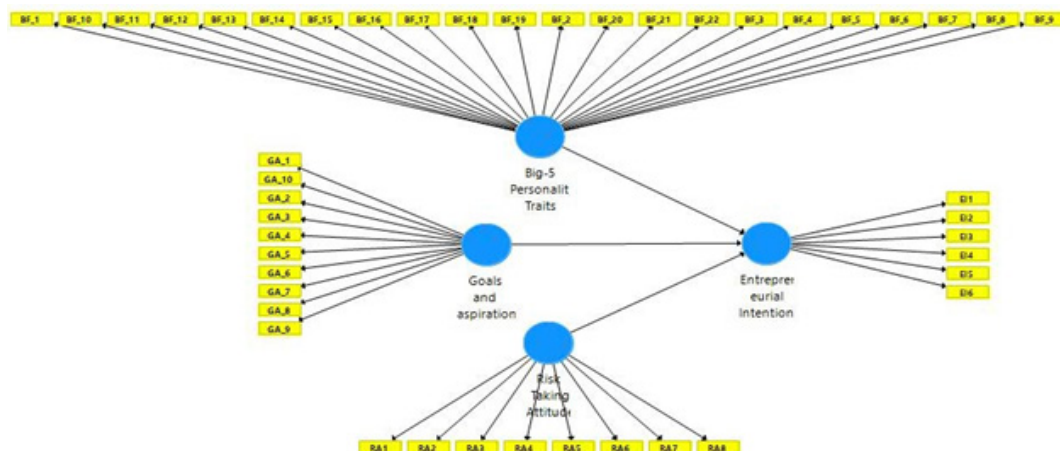 BF_1 BF_10 BF_11 BF_12 BF_13 BF_14 BF_15 BF_16 BF_17 BF_18 BF_19 BF_2 BF_20 BF_21 BF_22 BF_3 BF_4 BF_5 BF_6 BF_7 BF_8 BF_9
Big-5
Personalit
Traits
GA_1
GA_10
GA_2
GA_3
GA_4
GA_5
GA_6
GA_7
GA_8
GA_9
Goals
and
aspiration
Entrepren
eurial
Intention
EI1
EI2
EI3
EI4
EI5
EI6
Risk
Taking
Attitude
RA1 RA2 RA3 RA4 RA5 RA6 RA7 RA8